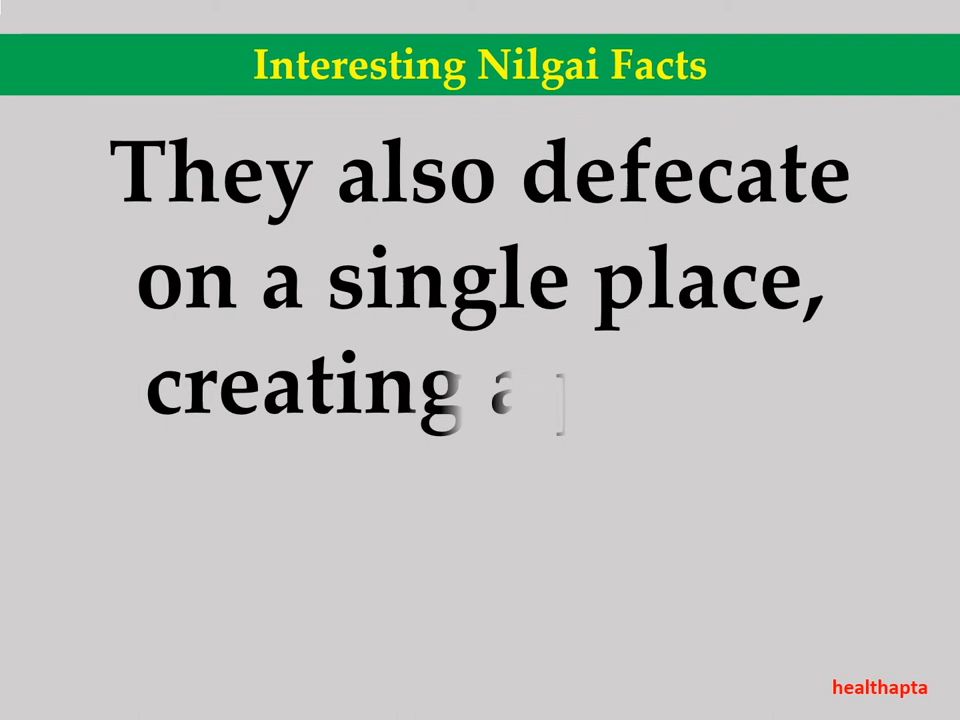 Interesting Nilgai Facts
They also defecate
on a single place,
creating a
healthapta